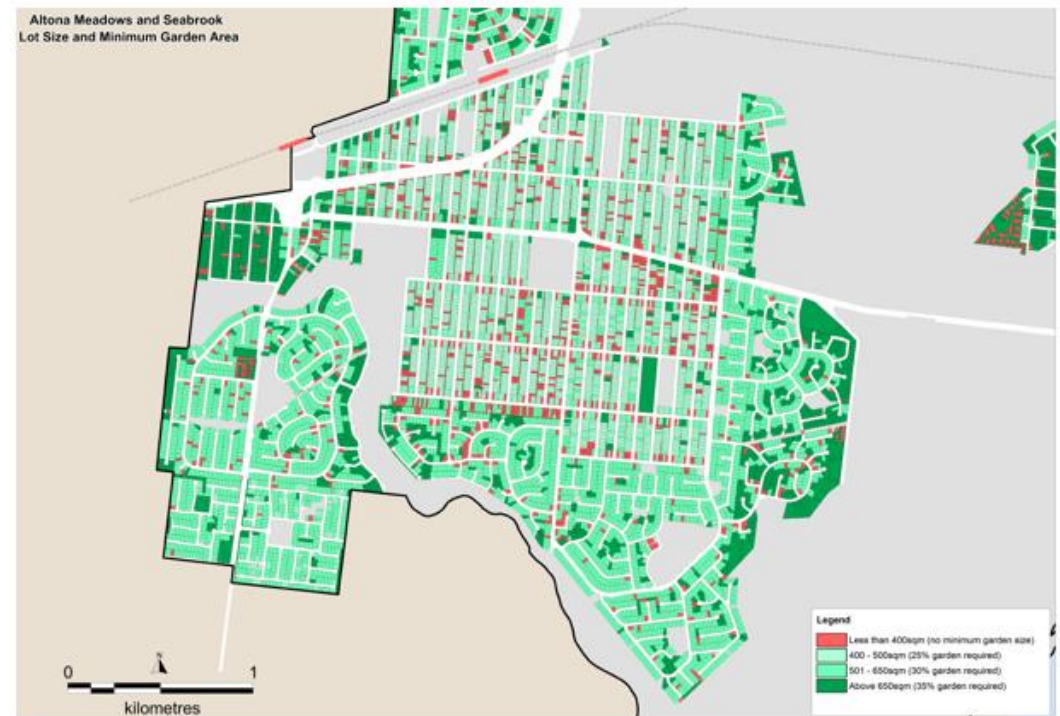 Altona Meadows and Seabrook
Lot Size and Minimum Garden Area
Legend
Less than 400sqm (no minimum garden size)
400 - 500sqm (25% garden required)
501 - 650sqm (30% garden required)
Above 650sqm (35% garden required)
0 1
kilometres